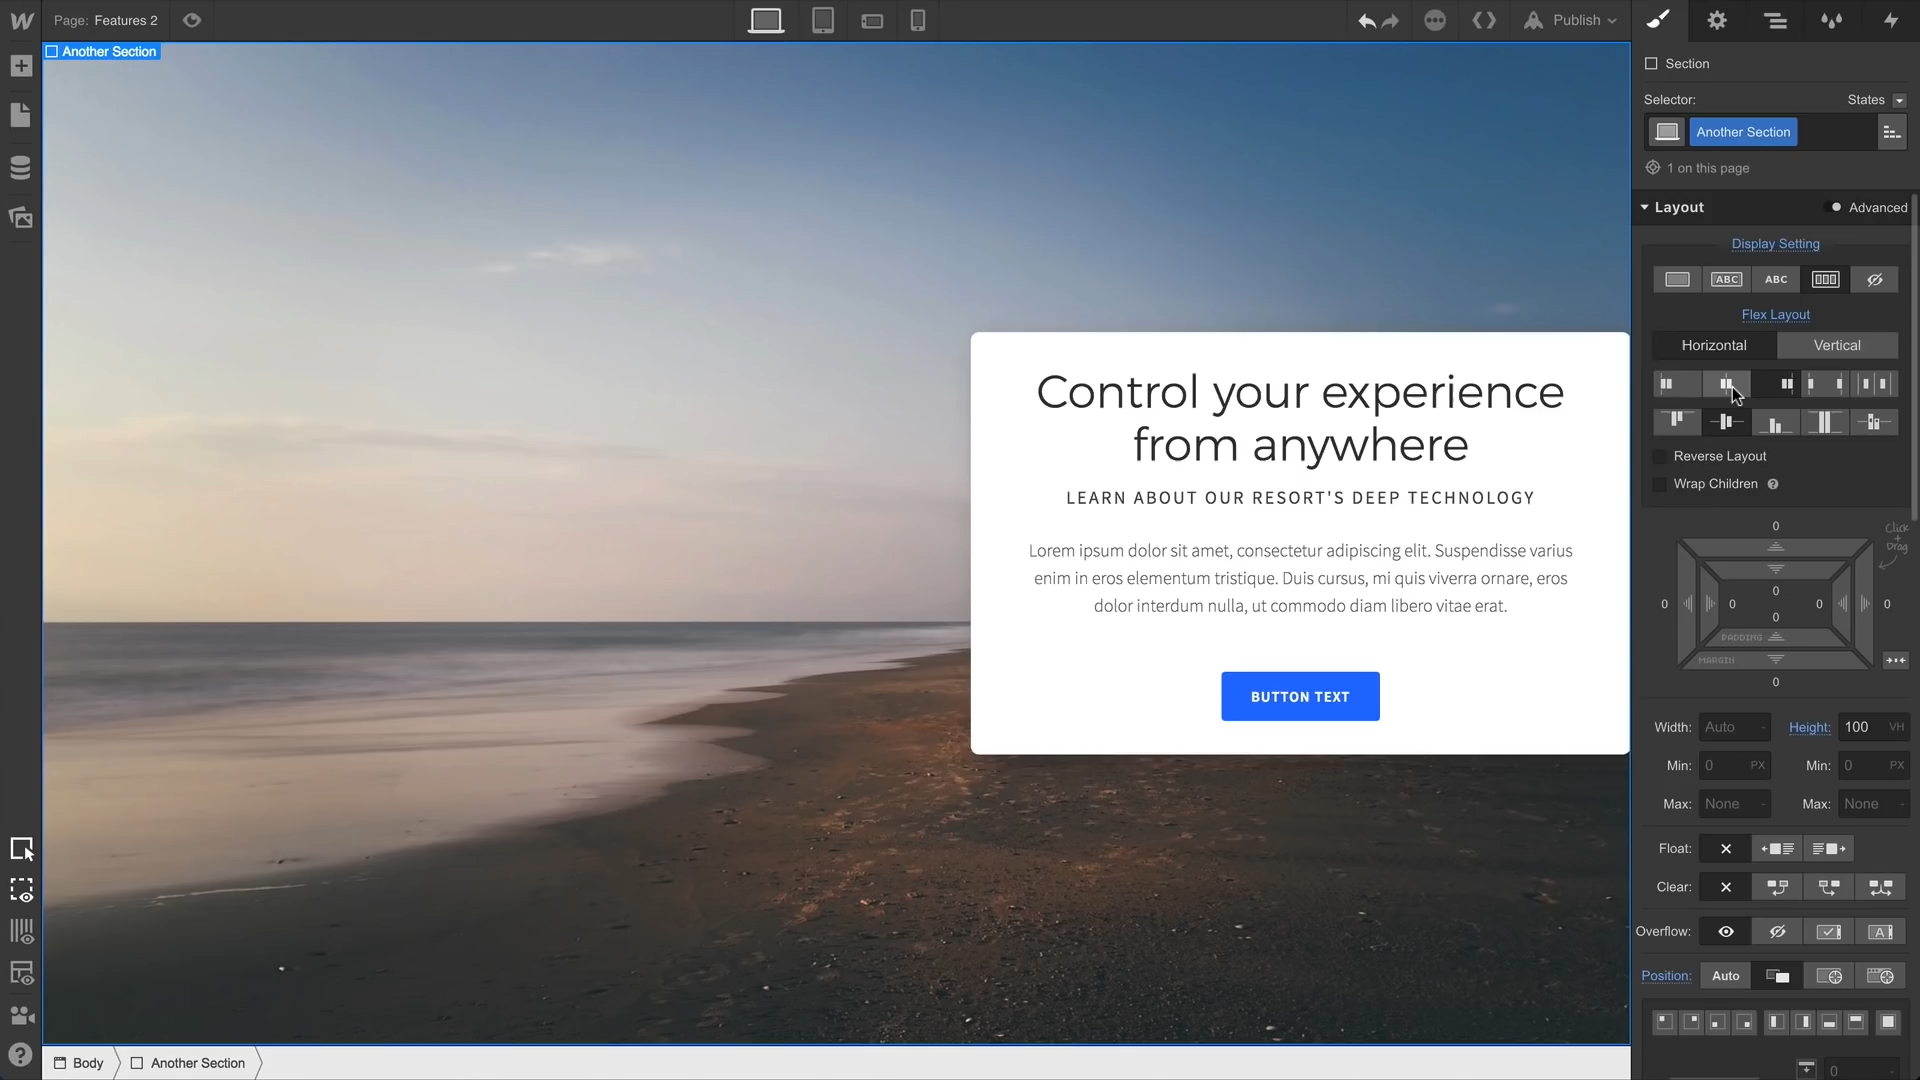 Page: Features 2
Publish
Another Section
Control your experience
from anywhere
LEARN ABOUT OUR RESORT'S DEEP TECHNOLOGY
Lorem ipsum dolor sit amet, consectetur adipiscing elit. Suspendisse varius
enim in eros elementum tristique. Duis cursus, mi quis viverra ornare, eros
dolor interdum nulla, ut commodo diam libero vitae erat.
BUTTON TEXT
Body
Another Section
Section
Selector: States
Another Section
1 on this page
Layout Advanced
Display Setting
ABC ABC
Flex Layout
Horizontal Vertical
Reverse Layout
Wrap Children ?
0
Click
+
Drag
0
0 0 0 0
0
PADDING
MARGIN
0
Width: Auto - Height: 100 VH
Min: 0 PX Min: 0 PX
Max: None - Max: None -
Float:
Clear:
Overflow: A
Position: Auto
0 -